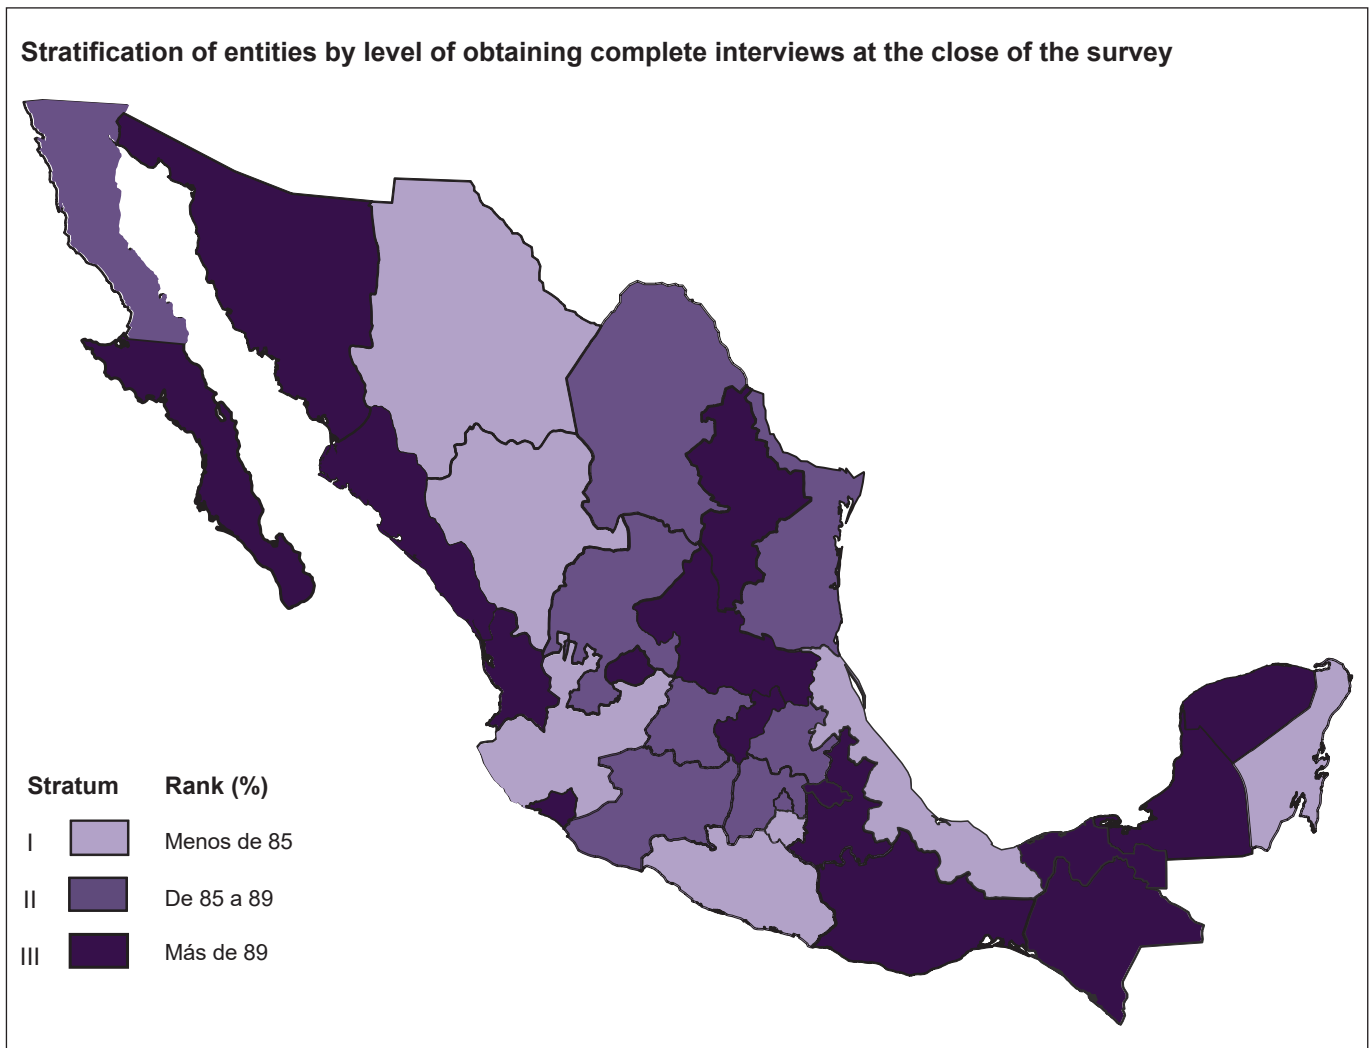 Stratification of entities by level of obtaining complete interviews at the close of the survey
Stratum Rank (%)
I Menos de 85
II De 85 a 89
III Más de 89